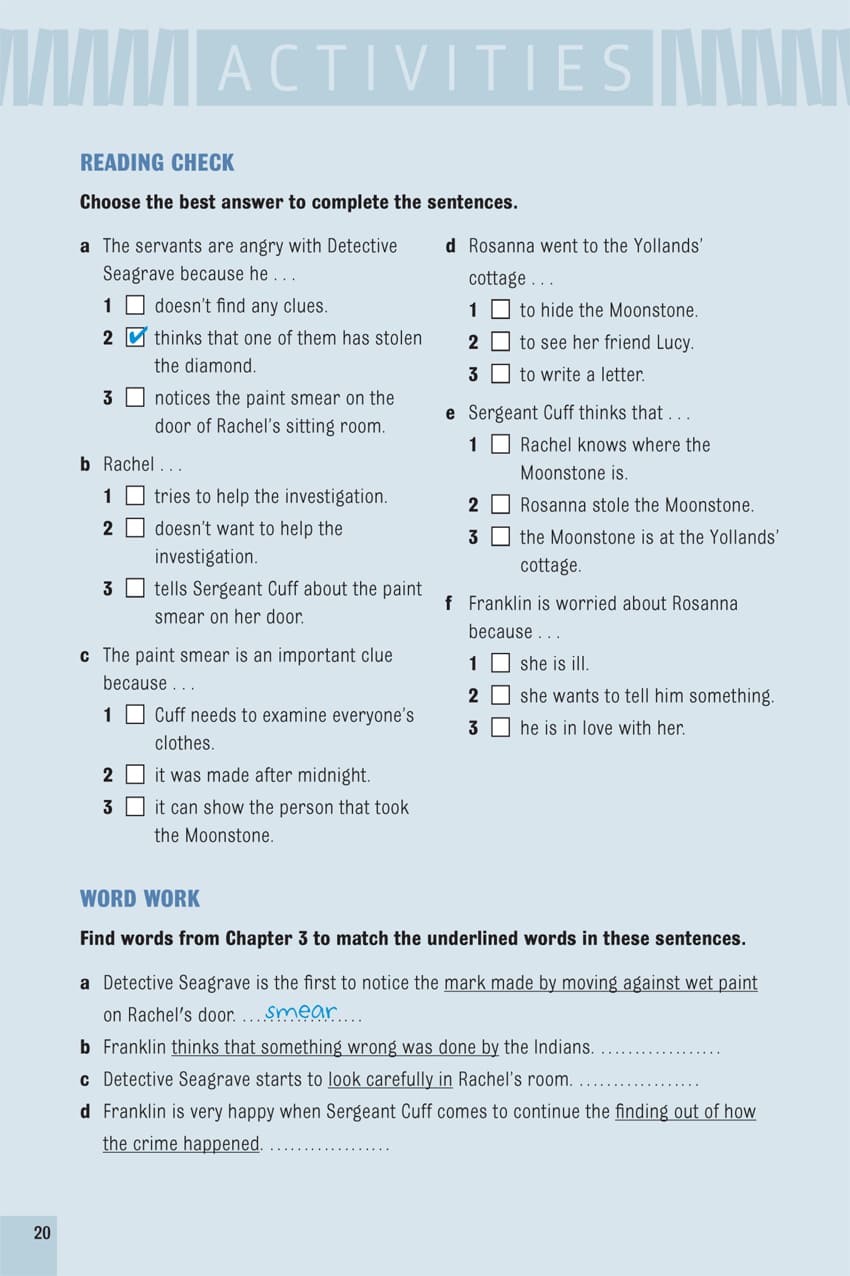 ACTIVITIES
READING CHECK
Choose the best answer to complete the sentences.
a The servants are angry with Detective
Seagrave because he . . .
1 doesn't find any clues.
2 ✔ thinks that one of them has stolen
the diamond.
3 notices the paint smear on the
door of Rachel's sitting room.
b Rachel . . .
1 tries to help the investigation.
2 doesn't want to help the
investigation.
3 tells Sergeant Cuff about the paint
smear on her door.
c The paint smear is an important clue
because . . .
1 Cuff needs to examine everyone's
clothes.
2 it was made after midnight.
3 it can show the person that took
the Moonstone.
d Rosanna went to the Yollands'
cottage . . .
1 to hide the Moonstone.
2 to see her friend Lucy.
3 to write a letter.
e Sergeant Cuff thinks that . . .
1 Rachel knows where the
Moonstone is.
2 Rosanna stole the Moonstone.
3 the Moonstone is at the Yollands'
cottage.
f Franklin is worried about Rosanna
because . . .
1 she is ill.
2 she wants to tell him something.
3 he is in love with her.
WORD WORK
Find words from Chapter 3 to match the underlined words in these sentences.
a Detective Seagrave is the first to notice the mark made by moving against wet paint
on Rachel's door. ...smear...
b Franklin thinks that something wrong was done by the Indians. ..................
c Detective Seagrave starts to look carefully in Rachel's room. ..................
d Franklin is very happy when Sergeant Cuff comes to continue the finding out of how
the crime happened. ..................
20